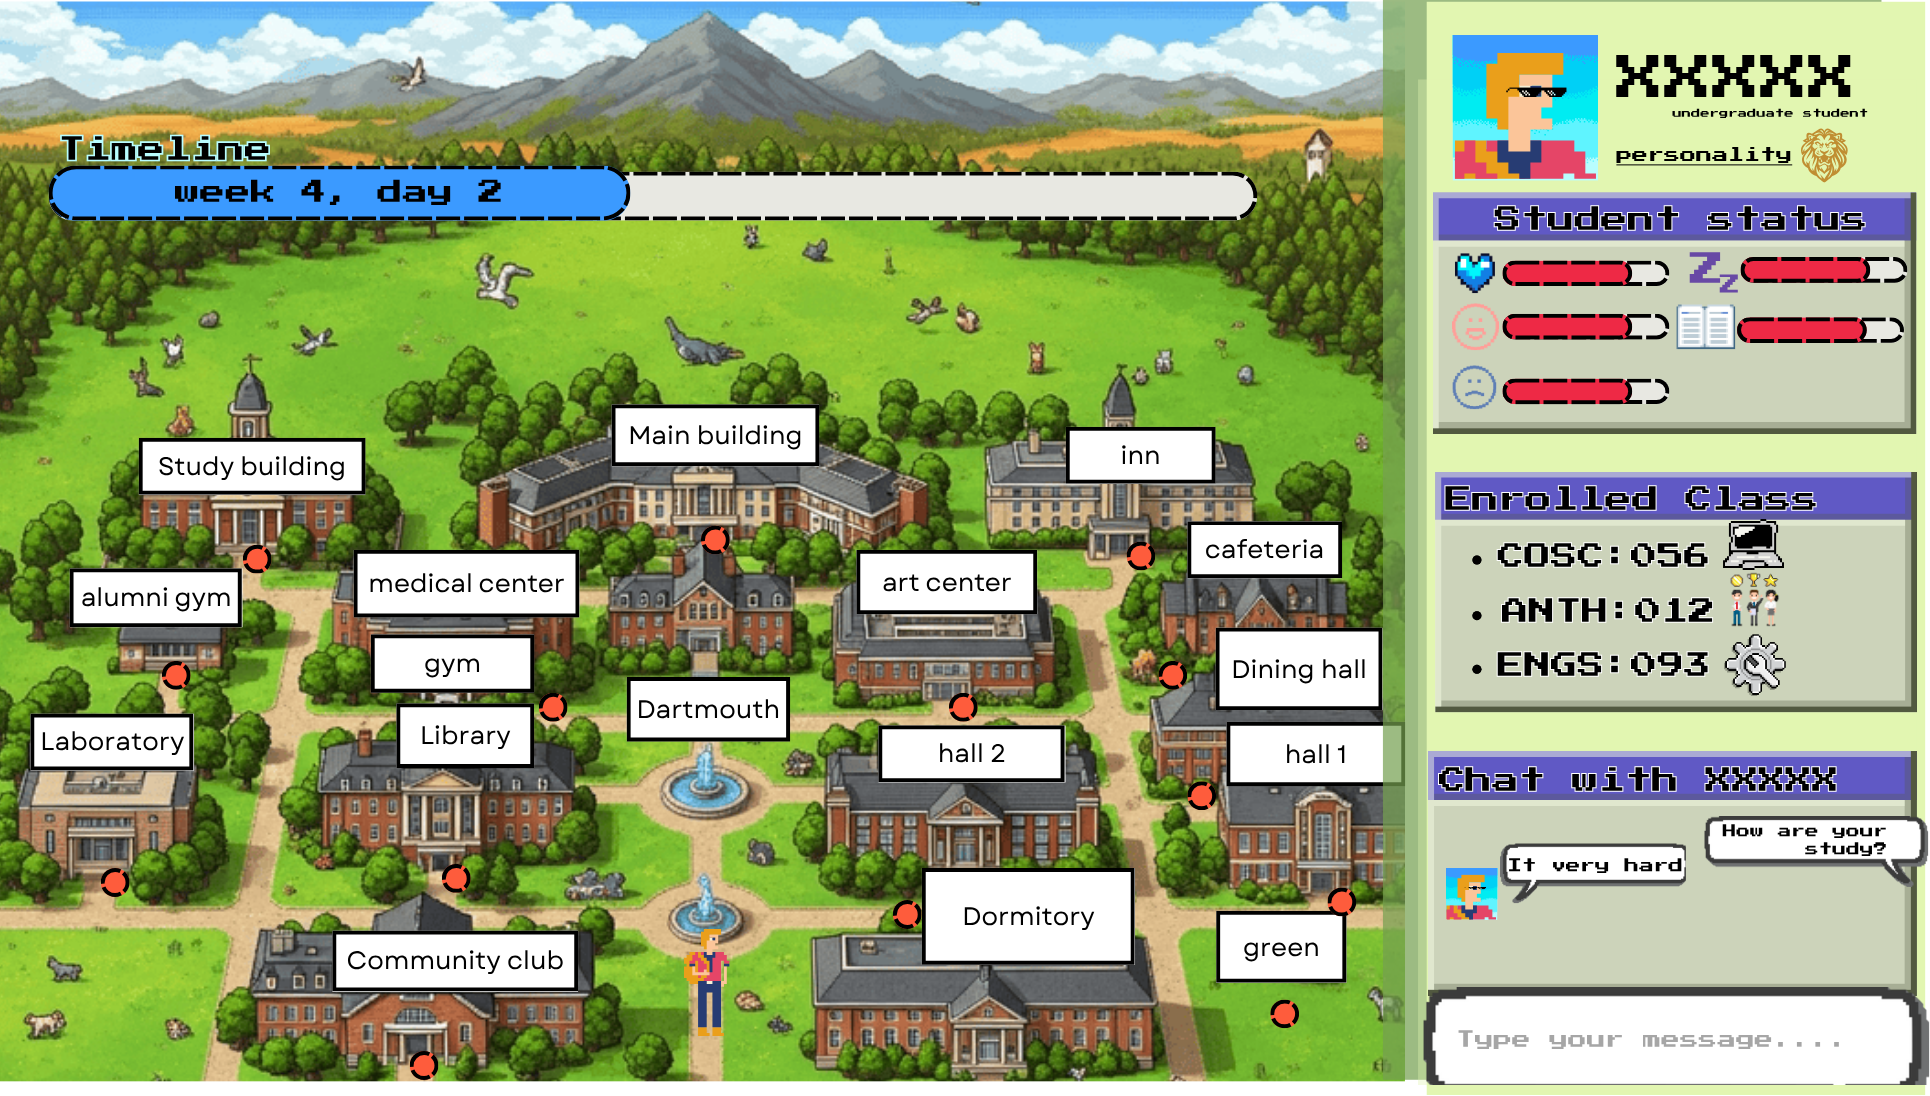 Timeline
week 4, day 2
Main building
inn
Study building
cafeteria
medical center
art center
alumni gym
gym
Dining hall
Dartmouth
Library
Laboratory
hall 2
hall 1
Dormitory
green
Community club
XXXXX
undergraduate student
personality
Student status
Zz
Enrolled Class
• COSC:056
• ANTH:012
• ENGS:093
Chat with XXXXX
How are your
study?
It very hard
Type your message....